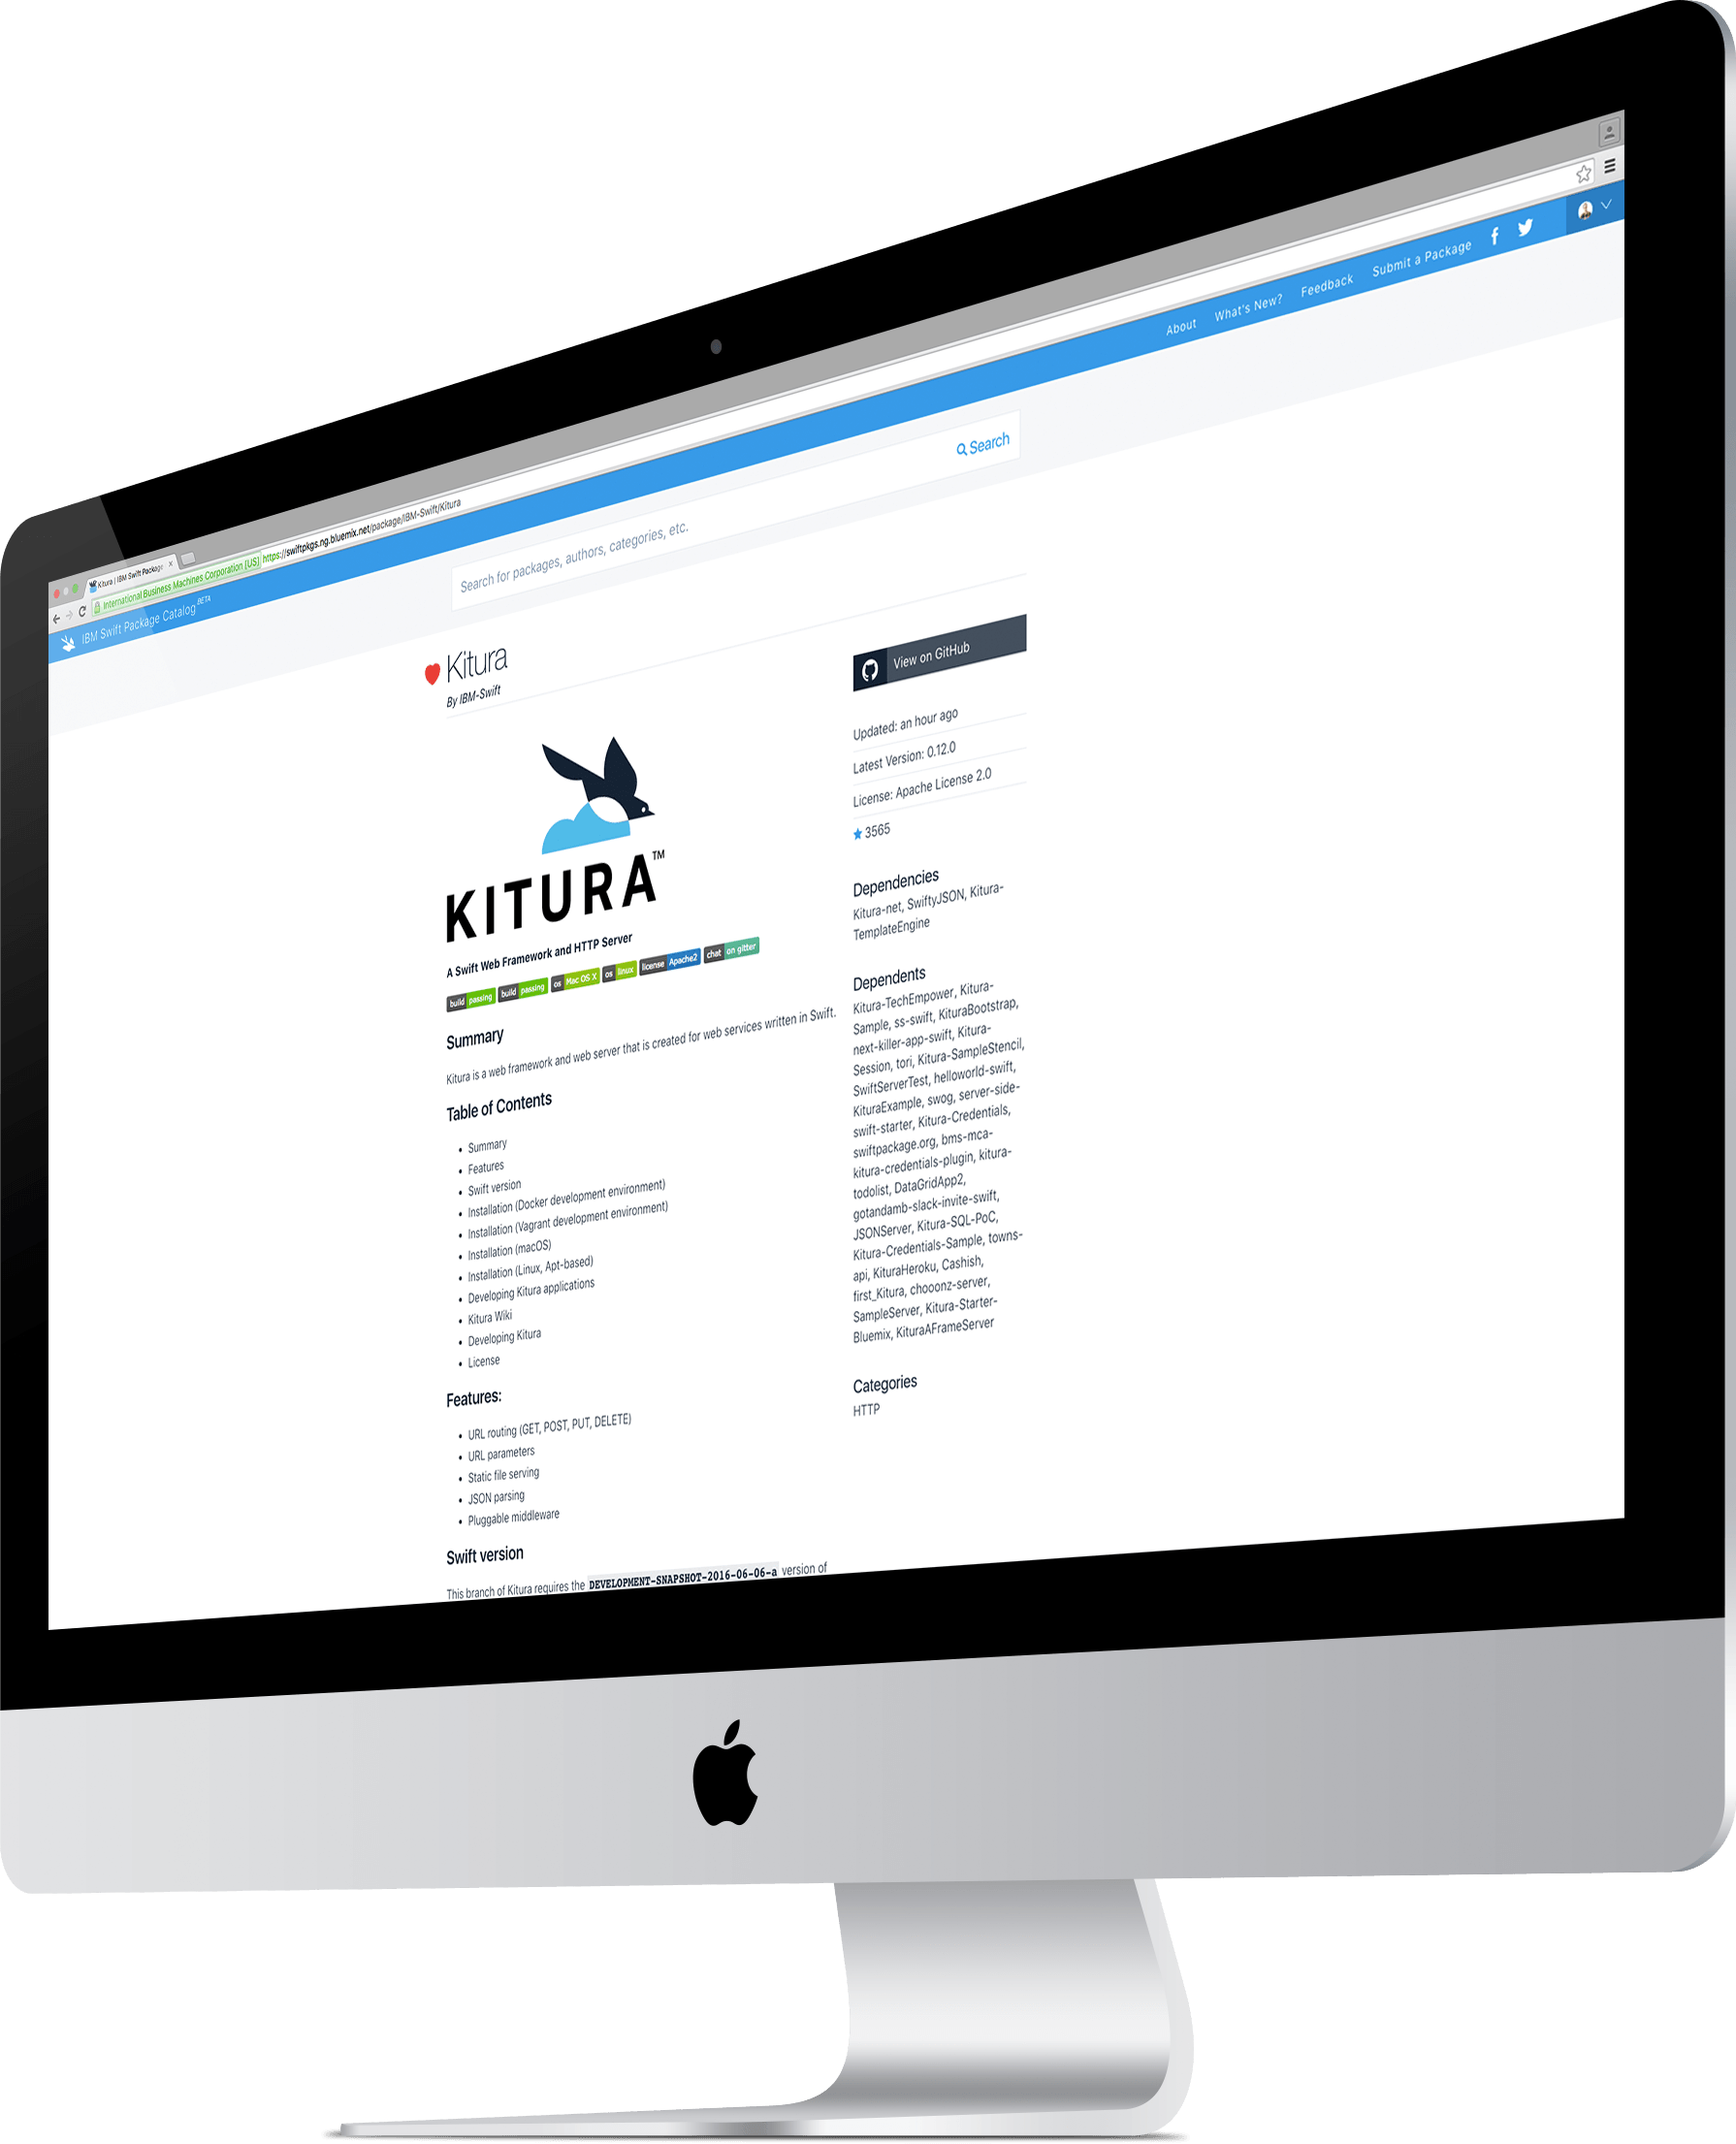 Kitura | IBM Swift Package
International Business Machines Corporation [US] https://swiftpkgs.ng.bluemix.net/package/IBM-Swift/Kitura
IBM Swift Package Catalog BETA
About What's New? Feedback Submit a Package
Search for packages, authors, categories, etc. Search
Kitura
By IBM-Swift
KITURA™
A Swift Web Framework and HTTP Server
build passing build passing os Mac OS X os linux license Apache2 chat on gitter
Summary
Kitura is a web framework and web server that is created for web services written in Swift.
Table of Contents
• Summary
• Features
• Swift version
• Installation (Docker development environment)
• Installation (Vagrant development environment)
• Installation (macOS)
• Installation (Linux, Apt-based)
• Developing Kitura applications
• Kitura Wiki
• Developing Kitura
• License
Features:
• URL routing (GET, POST, PUT, DELETE)
• URL parameters
• Static file serving
• JSON parsing
• Pluggable middleware
Swift version
This branch of Kitura requires the DEVELOPMENT-SNAPSHOT-2016-06-06-a version of
View on GitHub
Updated: an hour ago
Latest Version: 0.12.0
License: Apache License 2.0
3565
Dependencies
Kitura-net, SwiftyJSON, Kitura-
TemplateEngine
Dependents
Kitura-TechEmpower, Kitura-
Sample, ss-swift, KituraBootstrap,
next-killer-app-swift, Kitura-
Session, tori, Kitura-SampleStencil,
SwiftServerTest, helloworld-swift,
KituraExample, swog, server-side-
swift-starter, Kitura-Credentials,
swiftpackage.org, bms-mca-
kitura-credentials-plugin, kitura-
todolist, DataGridApp2,
gotandamb-slack-invite-swift,
JSONServer, Kitura-SQL-PoC,
Kitura-Credentials-Sample, towns-
api, KituraHeroku, Cashish,
first_Kitura, chooonz-server,
SampleServer, Kitura-Starter-
Bluemix, KituraAFrameServer
Categories
HTTP